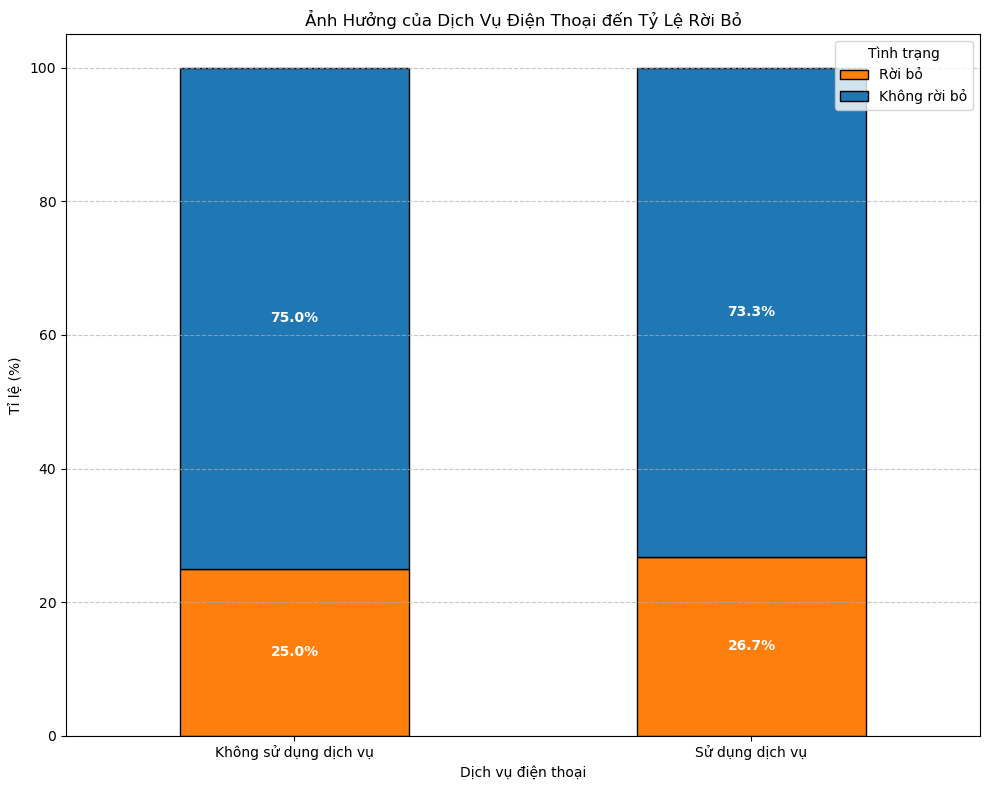 Ảnh Hưởng của Dịch Vụ Điện Thoại đến Tỷ Lệ Rời Bỏ
Tình trạng
Rời bỏ
Không rời bỏ
Tỉ lệ (%)
100
80
60
40
20
0
75.0%
73.3%
25.0%
26.7%
Không sử dụng dịch vụ
Sử dụng dịch vụ
Dịch vụ điện thoại